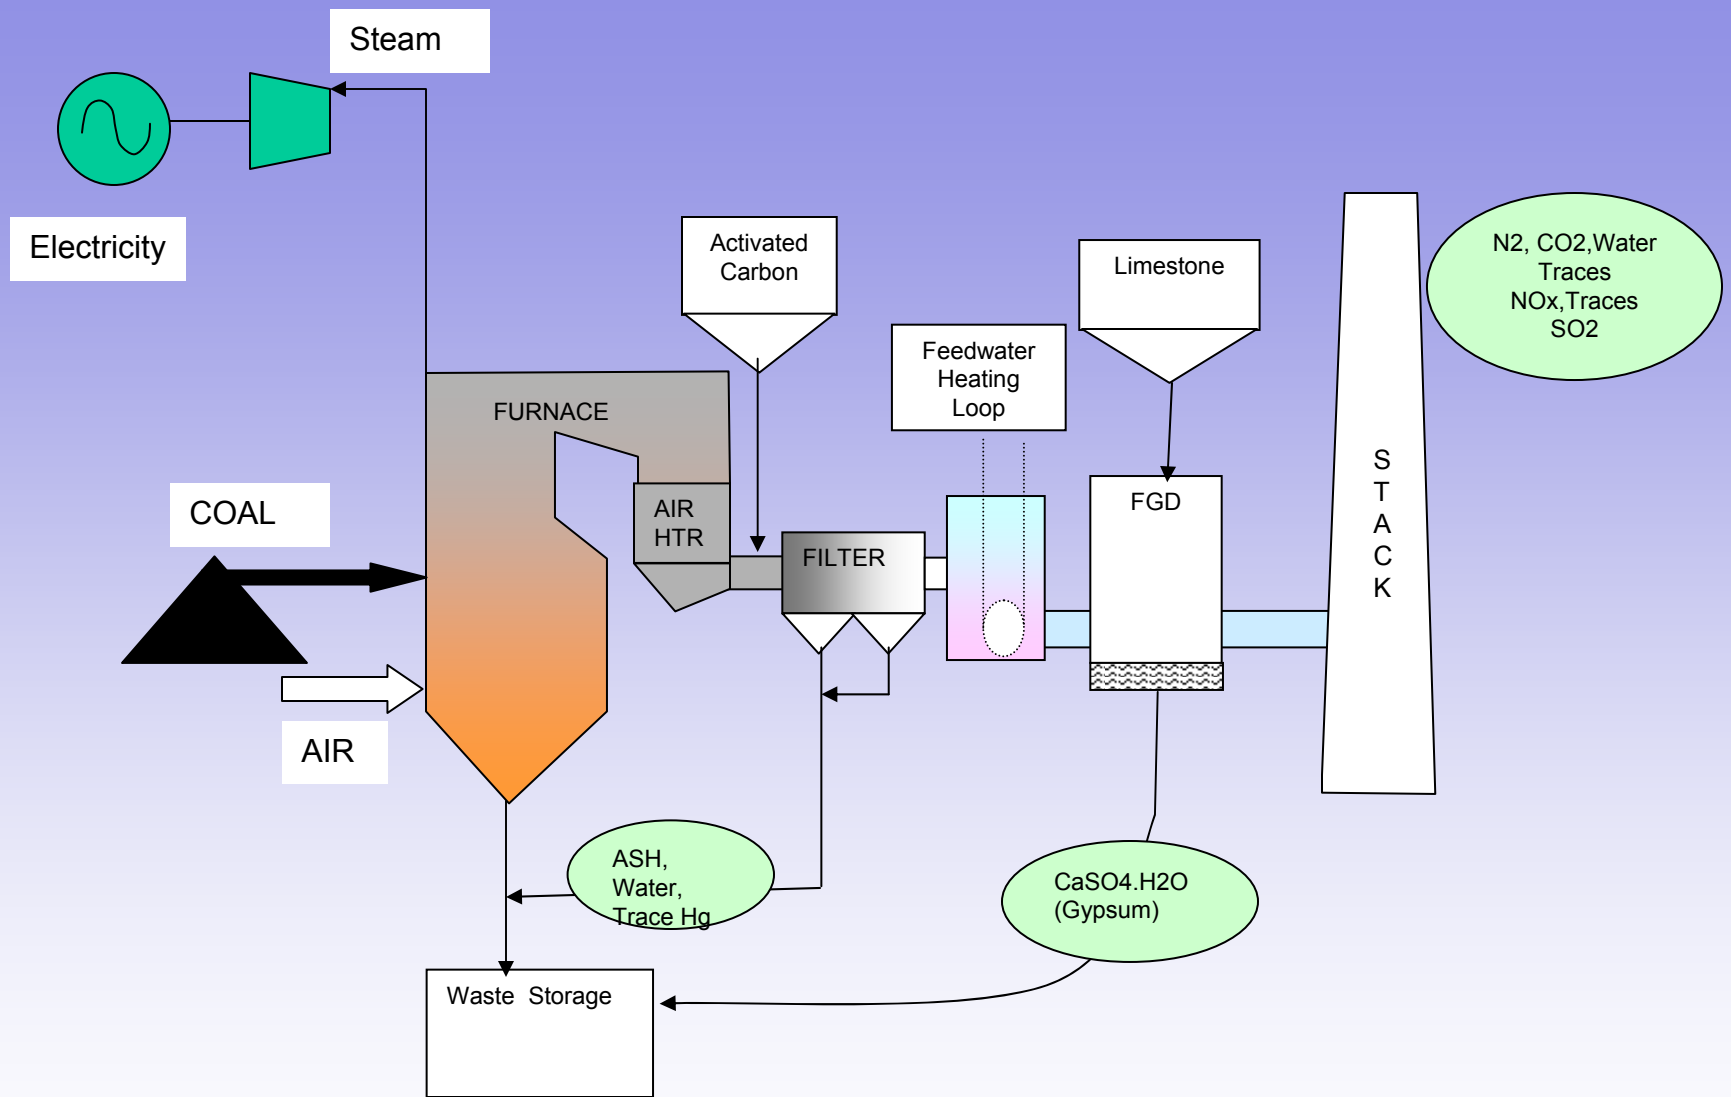 Steam
Electricity
Activated
Carbon
Limestone
N2, CO2,Water
Traces
NOx,Traces
SO2
Feedwater
Heating
Loop
FURNACE
COAL
AIR
HTR
FILTER
FGD
S
T
A
C
K
AIR
ASH,
Water,
Trace Hg
CaSO4.H2O
(Gypsum)
Waste Storage